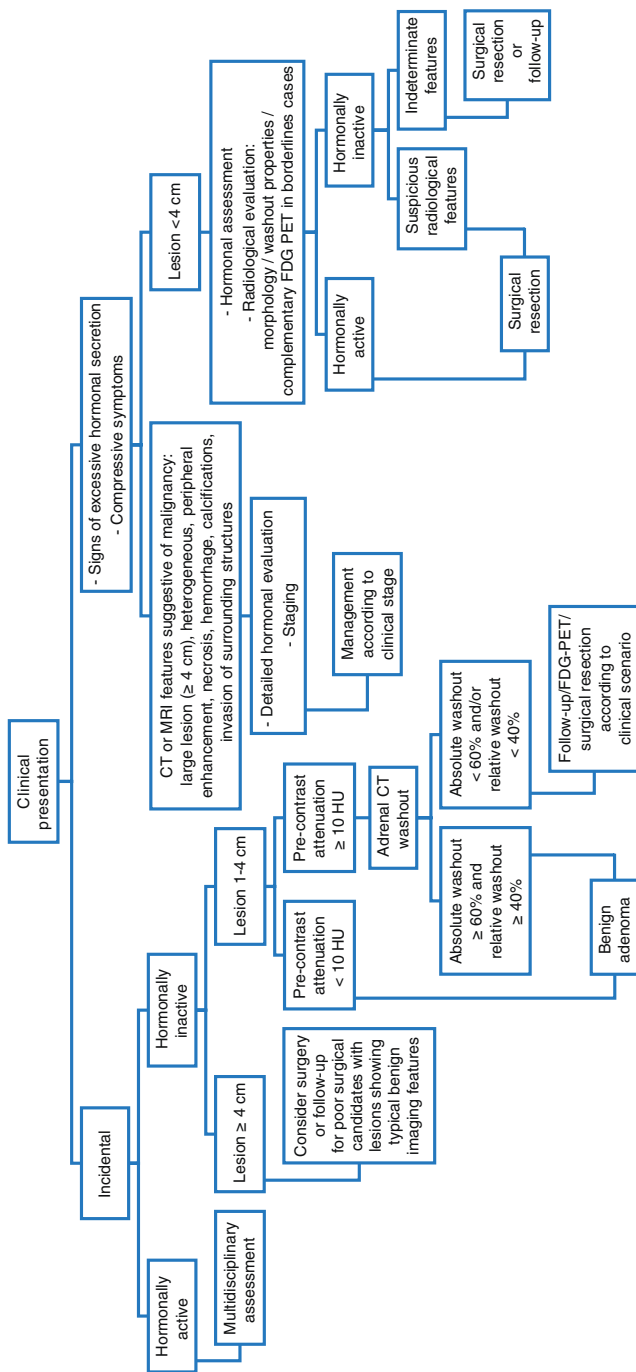 Clinical
presentation
Incidental
- Signs of excessive hormonal secretion
- Compressive symptoms
Hormonally
active
Multidisciplinary
assessment
Hormonally
inactive
Lesion ≥ 4 cm
Consider surgery
or follow-up
for poor surgical
candidates with
lesions showing
typical benign
imaging features
Lesion 1-4 cm
Pre-contrast
attenuation
< 10 HU
Pre-contrast
attenuation
≥ 10 HU
Adrenal CT
washout
Absolute washout
≥ 60% and
relative washout
≥ 40%
Benign
adenoma
Absolute washout
< 60% and/or
relative washout
< 40%
Follow-up/FDG-PET/
surgical resection
according to
clinical scenario
CT or MRI features suggestive of malignancy:
large lesion (≥ 4 cm), heterogeneous, peripheral
enhancement, necrosis, hemorrhage, calcifications,
invasion of surrounding structures
- Detailed hormonal evaluation
- Staging
Management
according to
clinical stage
Lesion <4 cm
- Hormonal assessment
- Radiological evaluation:
morphology / washout properties /
complementary FDG PET in borderlines cases
Hormonally
active
Hormonally
inactive
Suspicious
radiological
features
Surgical
resection
Indeterminate
features
Surgical
resection
or
follow-up